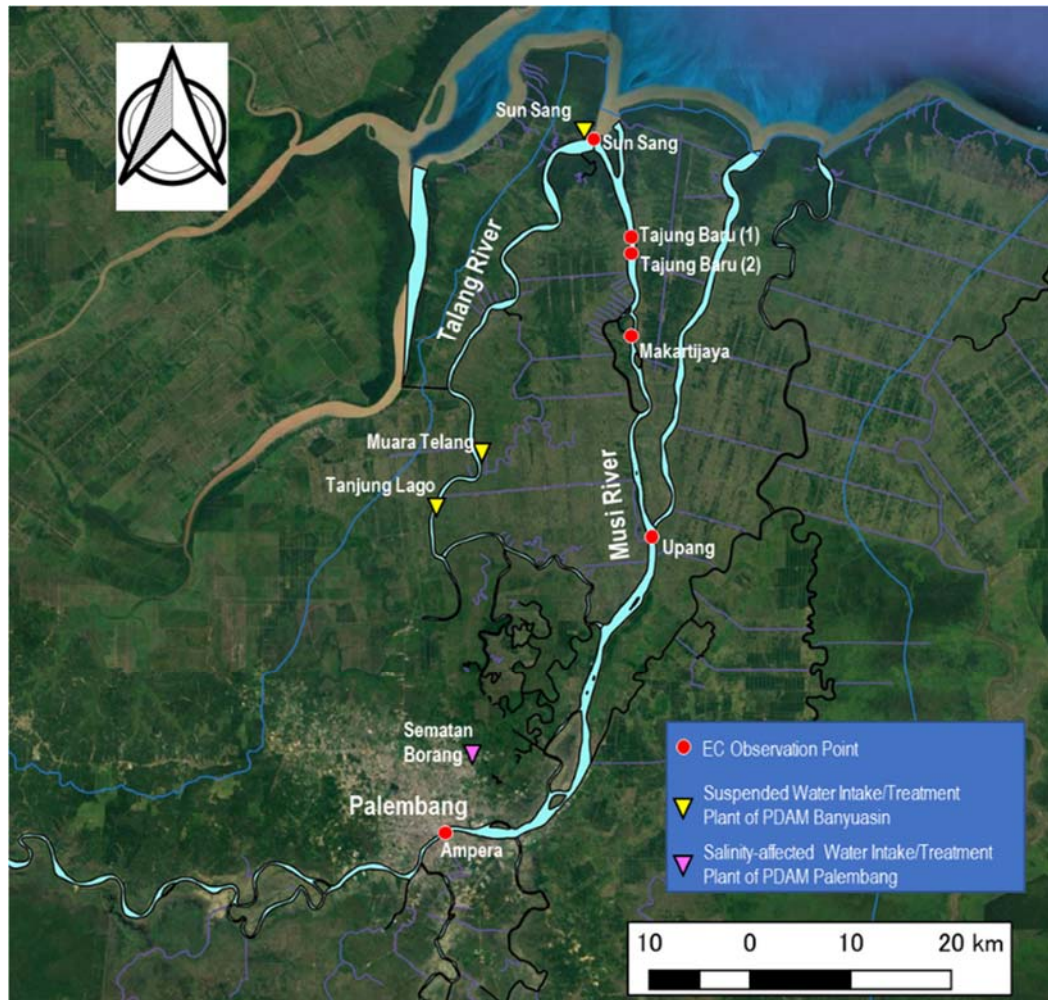 Sun Sang
Sun Sang
Talang River
Tajung Baru (1)
Tajung Baru (2)
Makartijaya
Muara Telang
Tanjung Lago
Musi River
Upang
Sematan
Borang
Palembang
Ampera
EC Observation Point
Suspended Water Intake/Treatment
Plant of PDAM Banyuasin
Salinity-affected Water Intake/Treatment
Plant of PDAM Palembang
10 0 10 20 km